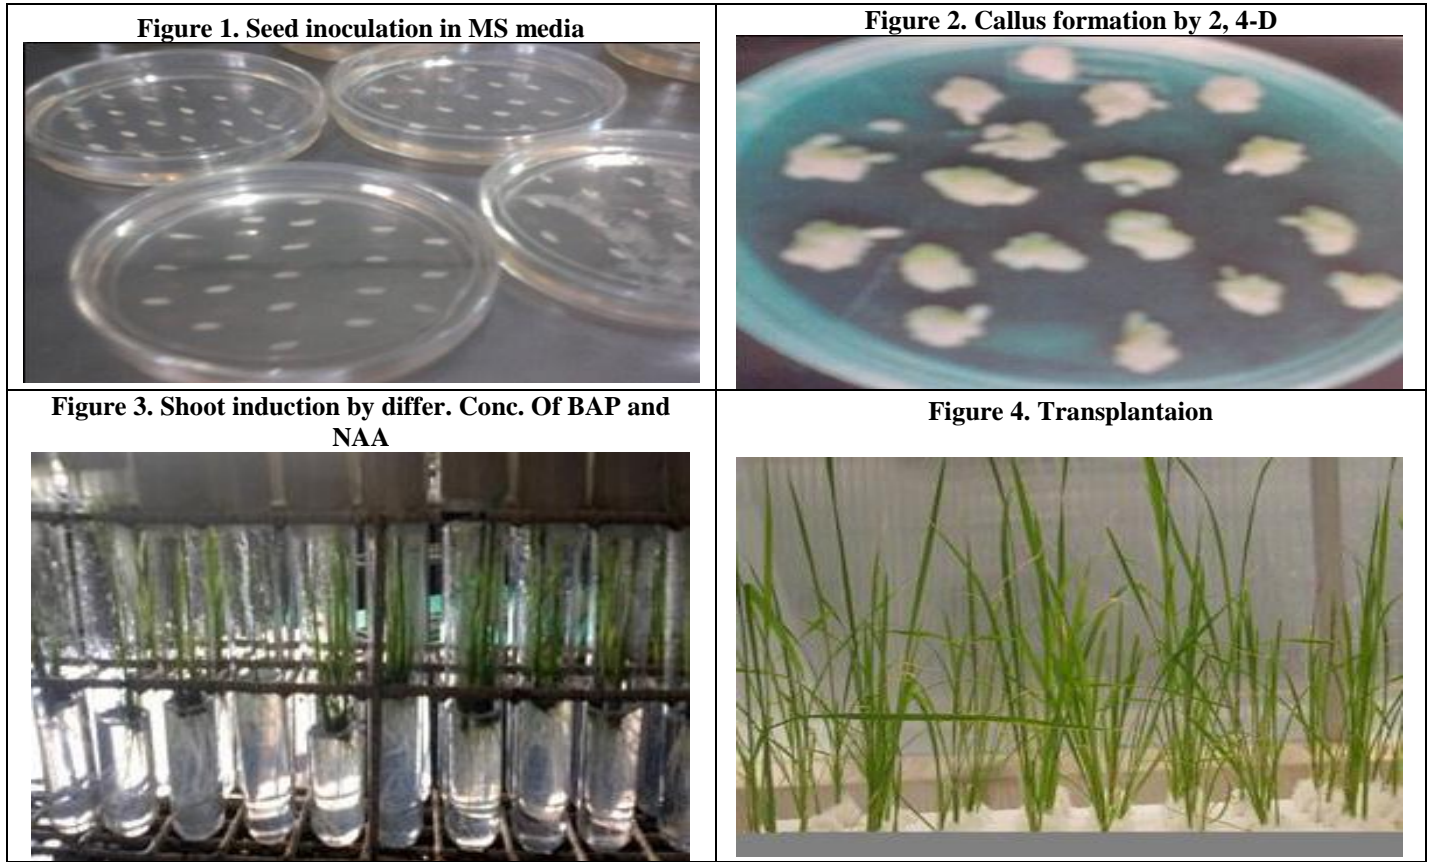 Figure 1. Seed inoculation in MS media
Figure 2. Callus formation by 2, 4-D
Figure 3. Shoot induction by differ. Conc. Of BAP and
NAA
Figure 4. Transplantaion